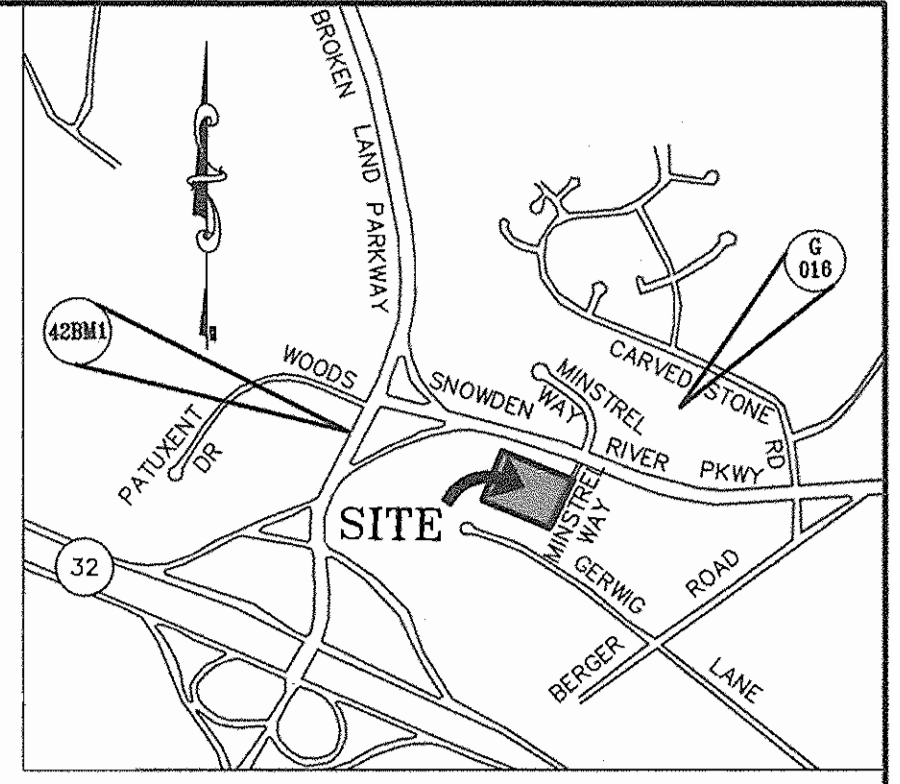 BROKEN LAND PARKWAY
G
016
42BM1
WOODS
PATUXENT
DR
SNOWDEN
RIVER
PKWY
MINSTREL
WAY
CARVED STONE
RD
MINSTREL
WAY
SITE
32
GERWIG
LANE
BERGER
ROAD